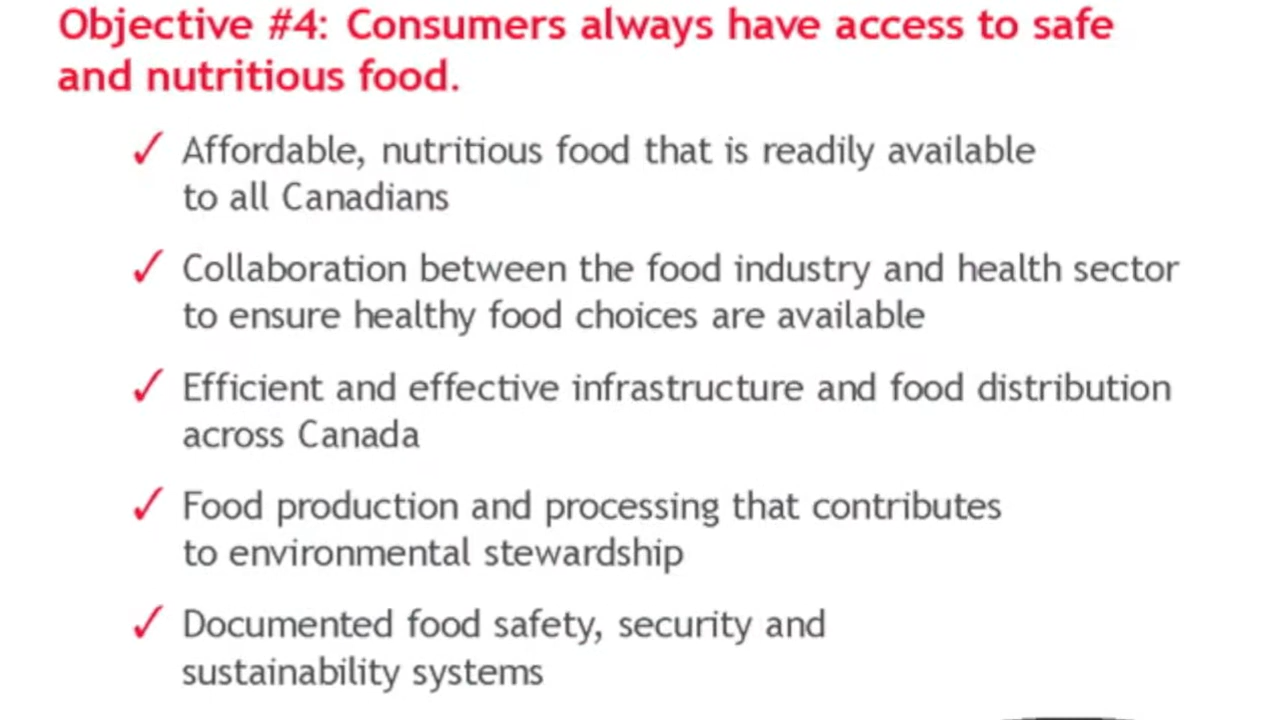 Objective #4: Consumers always have access to safe
and nutritious food.
✓ Affordable, nutritious food that is readily available
to all Canadians
✓ Collaboration between the food industry and health sector
to ensure healthy food choices are available
✓ Efficient and effective infrastructure and food distribution
across Canada
✓ Food production and processing that contributes
to environmental stewardship
✓ Documented food safety, security and
sustainability systems